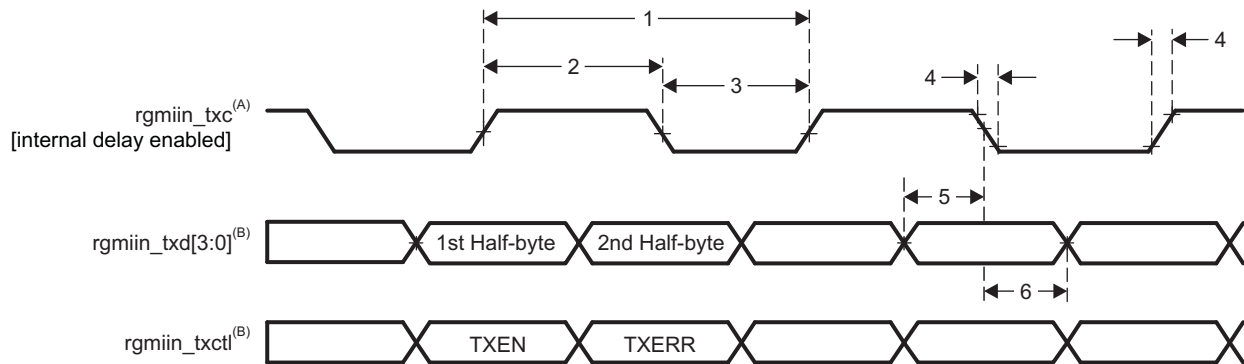 1
2
3
4
4
rgmiin_txc(A)
[internal delay enabled]
5
rgmiin_txd[3:0](B)
1st Half-byte
2nd Half-byte
6
rgmiin_txctl(B)
TXEN
TXERR